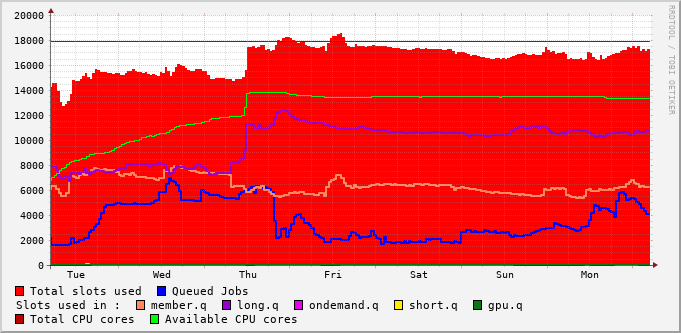 20000
18000
16000
14000
12000
10000
8000
6000
4000
2000
0
Tue Wed Thu Fri Sat Sun Mon
Total slots used Queued Jobs
Slots used in : member.q long.q ondemand.q short.q gpu.q
Total CPU cores Available CPU cores
RRDTOOL / TOBI OETIKER